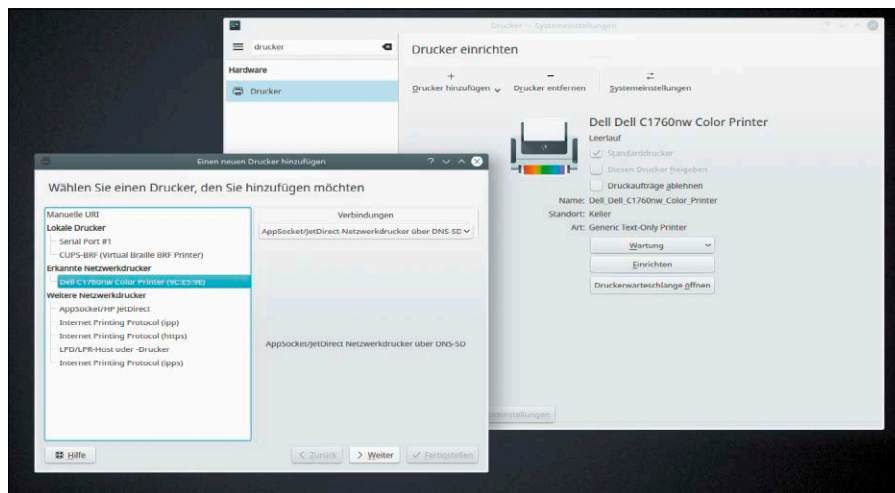 Drucker – Systemeinstellungen
drucker
Hardware
Drucker
Drucker einrichten
Drucker hinzufügen
Drucker entfernen
Systemeinstellungen
Dell Dell C1760nw Color Printer
Leerlauf
Standarddrucker
Diesen Drucker freigeben
Druckaufträge ablehnen
Name: Dell_Dell_C1760nw_Color_Printer
Standort: Keller
Art: Generic Text-Only Printer
Wartung
Einrichten
Druckerwarteschlange öffnen
Einen neuen Drucker hinzufügen
Wählen Sie einen Drucker, den Sie hinzufügen möchten
Manuelle URI
Lokale Drucker
Serial Port #1
CUPS-BRF (Virtual Braille BRF Printer)
Erkannte Netzwerkdrucker
Dell C1760nw Color Printer (9C:E5:9E)
Weitere Netzwerkdrucker
AppSocket/HP JetDirect
Internet Printing Protocol (ipp)
Internet Printing Protocol (https)
LPD/LPR-Host oder -Drucker
Internet Printing Protocol (ipps)
Verbindungen
AppSocket/JetDirect-Netzwerkdrucker über DNS-SD
AppSocket/JetDirect Netzwerkdrucker über DNS-SD
Hilfe
Zurück
Weiter
Fertigstellen